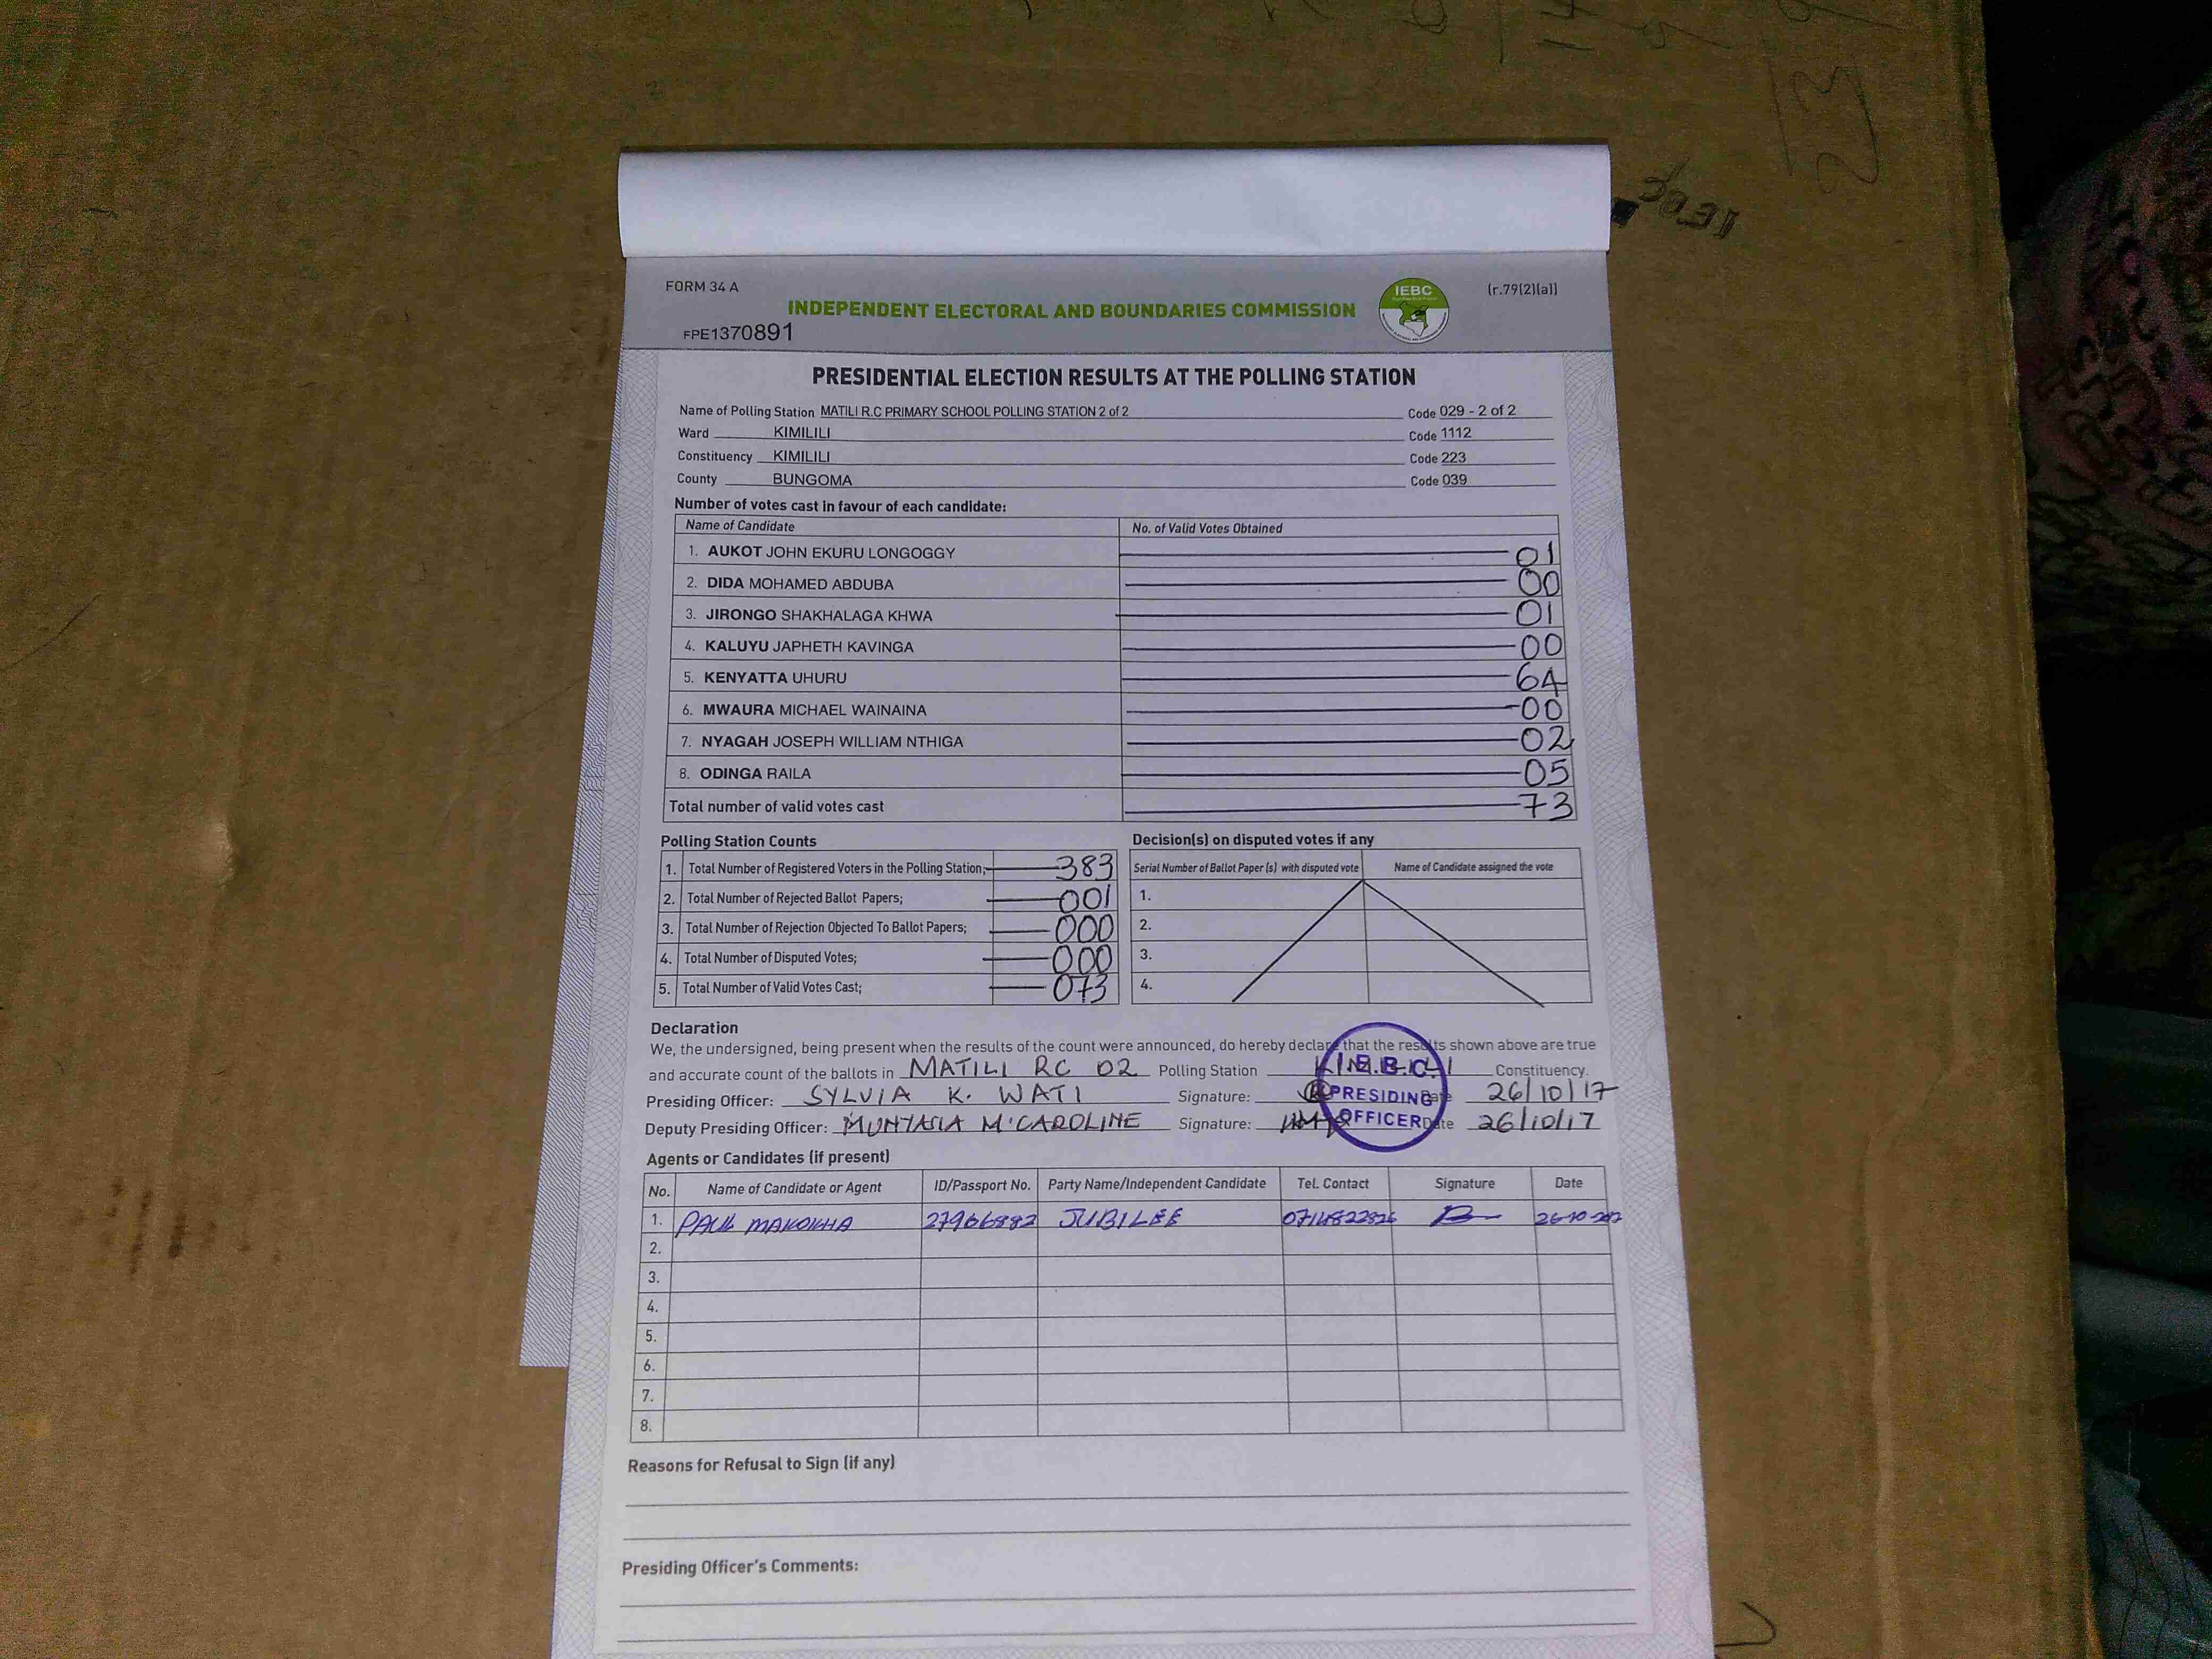 IEBC
FORM 34 A
(r.79(2)(a))
INDEPENDENT ELECTORAL AND BOUNDARIES COMMISSION
IEBC
FPE1370891
PRESIDENTIAL ELECTION RESULTS AT THE POLLING STATION
Name of Polling Station MATILI R.C PRIMARY SCHOOL POLLING STATION 2 of 2 Code 029 - 2 of 2
Ward KIMILILI Code 1112
Constituency KIMILILI Code 223
County BUNGOMA Code 039
Number of votes cast in favour of each candidate:
Name of Candidate No. of Valid Votes Obtained
1. AUKOT JOHN EKURU LONGOGGY 01
2. DIDA MOHAMED ABDUBA 00
3. JIRONGO SHAKHALAGA KHWA 01
4. KALUYU JAPHETH KAVINGA 00
5. KENYATTA UHURU 64
6. MWAURA MICHAEL WAINAINA 00
7. NYAGAH JOSEPH WILLIAM NTHIGA 02
8. ODINGA RAILA 05
Total number of valid votes cast 73
Polling Station Counts
1. Total Number of Registered Voters in the Polling Station; 383
2. Total Number of Rejected Ballot Papers; 001
3. Total Number of Rejection Objected To Ballot Papers; 000
4. Total Number of Disputed Votes; 000
5. Total Number of Valid Votes Cast; 073
Decision(s) on disputed votes if any
Serial Number of Ballot Paper (s) with disputed vote Name of Candidate assigned the vote
1.
2.
3.
4.
Declaration
We, the undersigned, being present when the results of the count were announced, do hereby declare that the results shown above are true
and accurate count of the ballots in MATILI RC 02 Polling Station KIMILILI Constituency.
Presiding Officer: SYLVIA K. WATI Signature: Date 26/10/17
Deputy Presiding Officer: MUNYASIA M'CAROLINE Signature: Date 26/10/17
I.E.B.C.
PRESIDING
OFFICER
Agents or Candidates (if present)
No. Name of Candidate or Agent ID/Passport No. Party Name/Independent Candidate Tel. Contact Signature Date
1. PAUL MAKOKHA 27966882 JUBILEE 26-10-2017
2.
3.
4.
5.
6.
7.
8.
Reasons for Refusal to Sign (if any)
Presiding Officer's Comments: